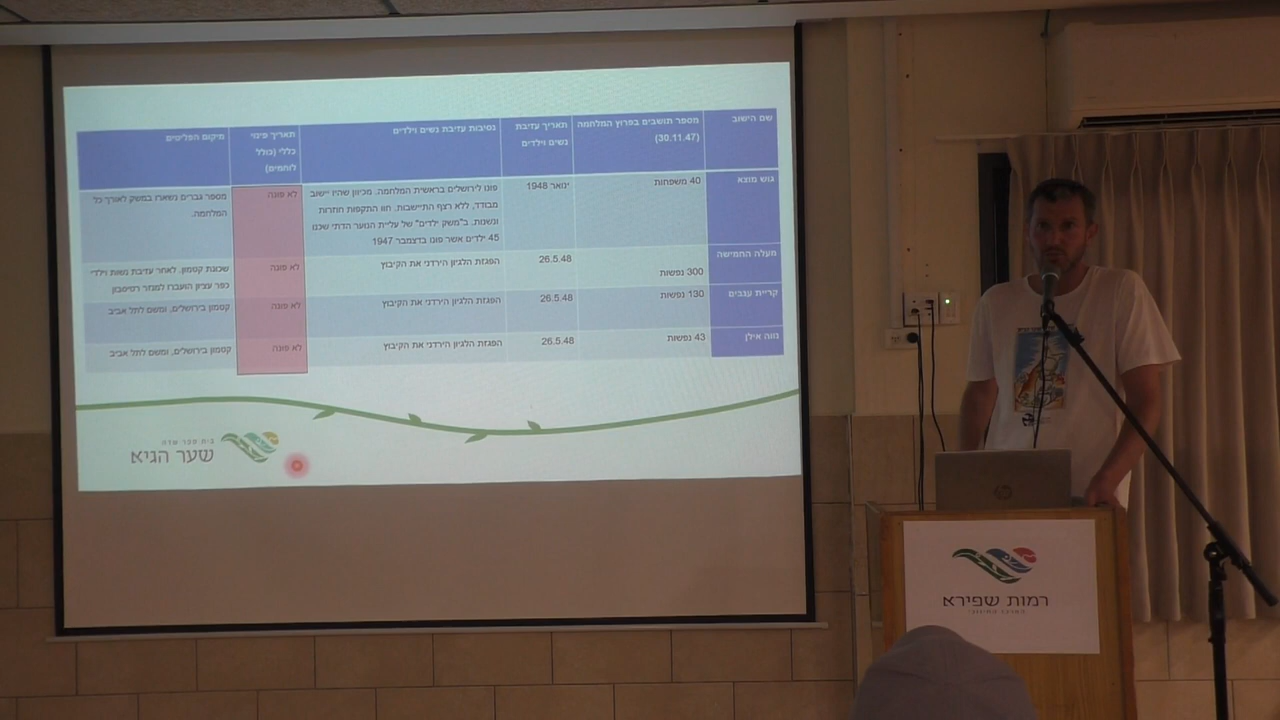 שם הישוב
מספר תושבים בפרוץ המלחמה
(30.11.47)
תאריך עזיבת
נשים וילדים
נסיבות עזיבת נשים וילדים
תאריך פינוי
כללי (כולל
לוחמים)
מיקום הפליטים
גוש מוצא
40 משפחות
ינואר 1948
פונו לירושלים בראשית המלחמה. מכיוון שהיו יישוב
מבודד, ללא רצף התיישבות. חוו התקפות חוזרות
ונשנות. ב"משק ילדים" של עליית הנוער הדתי שכנו
45 ילדים אשר פונו בדצמבר 1947
לא פונה
מספר גברים נשארו במשק לאורך כל
המלחמה.
מעלה החמישה
300 נפשות
26.5.48
הפגזת הלגיון הירדני את הקיבוץ
לא פונה
שכונת קטמון. לאחר עזיבת נשות וילדי
כפר עציון הועברו למנזר רטיסבון
קריית ענבים
130 נפשות
26.5.48
הפגזת הלגיון הירדני את הקיבוץ
לא פונה
קטמון בירושלים, ומשם לתל אביב
נווה אילן
43 נפשות
26.5.48
הפגזת הלגיון הירדני את הקיבוץ
לא פונה
קטמון בירושלים, ומשם לתל אביב
בית ספר שדה
שער הגיא
רמות שפירא
hp